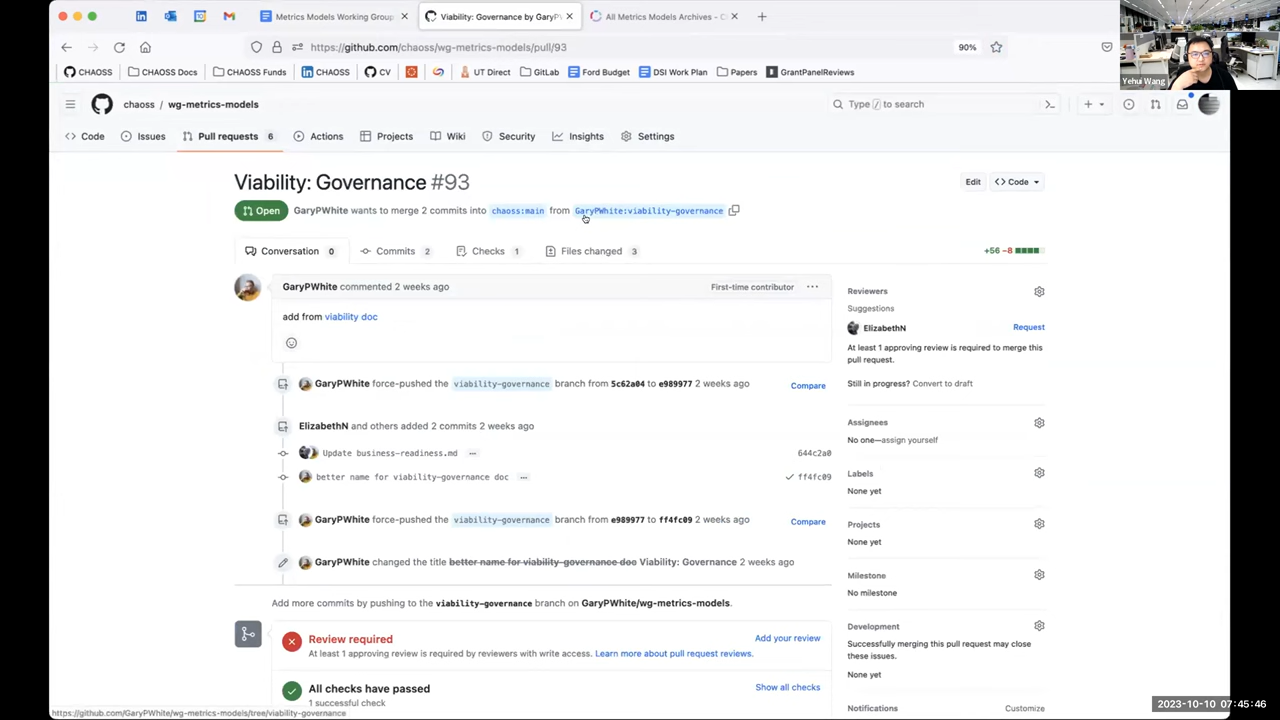 Metrics Models Working Group
Viability: Governance by GaryP
All Metrics Models Archives - C
https://github.com/chaoss/wg-metrics-models/pull/93
90%
CHAOSS
CHAOSS Docs
CHAOSS Funds
CHAOSS
CV
UT Direct
GitLab
Ford Budget
DSI Work Plan
Papers
GrantPanelReviews
Yehui Wang
chaoss / wg-metrics-models
Type / to search
Code
Issues
Pull requests 6
Actions
Projects
Wiki
Security
Insights
Settings
Viability: Governance #93
Edit
<> Code
Open
GaryPWhite wants to merge 2 commits into chaoss:main from GaryPWhite:viability-governance
Conversation 0
Commits 2
Checks 1
Files changed 3
+56 −8
GaryPWhite commented 2 weeks ago
First-time contributor
...
add from viability doc
GaryPWhite force-pushed the viability-governance branch from 5c62a04 to e989977 2 weeks ago
Compare
ElizabethN and others added 2 commits 2 weeks ago
Update business-readiness.md ...
644c2a0
better name for viability-governance doc ...
ff4fc09
GaryPWhite force-pushed the viability-governance branch from e989977 to ff4fc09 2 weeks ago
Compare
GaryPWhite changed the title better name for viability-governance doc Viability: Governance 2 weeks ago
Add more commits by pushing to the viability-governance branch on GaryPWhite/wg-metrics-models.
Review required
Add your review
At least 1 approving review is required by reviewers with write access. Learn more about pull request reviews.
All checks have passed
Show all checks
1 successful check
Reviewers
Suggestions
ElizabethN
Request
At least 1 approving review is required to merge this
pull request.
Still in progress? Convert to draft
Assignees
No one—assign yourself
Labels
None yet
Projects
None yet
Milestone
No milestone
Development
Successfully merging this pull request may close
these issues.
None yet
Notifications
Customize
https://github.com/GaryPWhite/wg-metrics-models/tree/viability-governance
2023-10-10 07:45:46